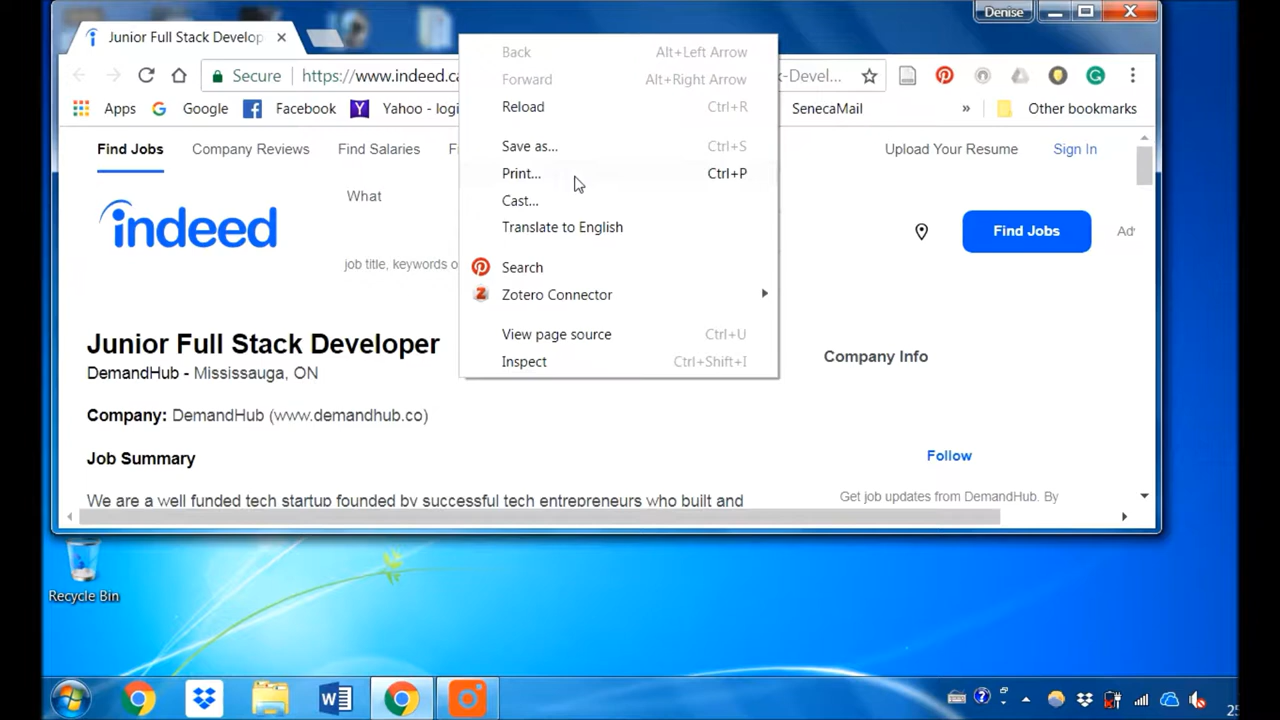 Denise
Junior Full Stack Develop
Secure https://www.indeed.ca -Devel...
Apps Google Facebook Yahoo - logi SenecaMail » Other bookmarks
Find Jobs Company Reviews Find Salaries F Upload Your Resume Sign In
What
indeed
Find Jobs Ad
job title, keywords o
Back Alt+Left Arrow
Forward Alt+Right Arrow
Reload Ctrl+R
Save as... Ctrl+S
Print... Ctrl+P
Cast...
Translate to English
Search
Zotero Connector
View page source Ctrl+U
Inspect Ctrl+Shift+I
Junior Full Stack Developer
DemandHub - Mississauga, ON
Company: DemandHub (www.demandhub.co)
Job Summary
We are a well funded tech startup founded by successful tech entrepreneurs who built and
Company Info
Follow
Get job updates from DemandHub. By
Recycle Bin